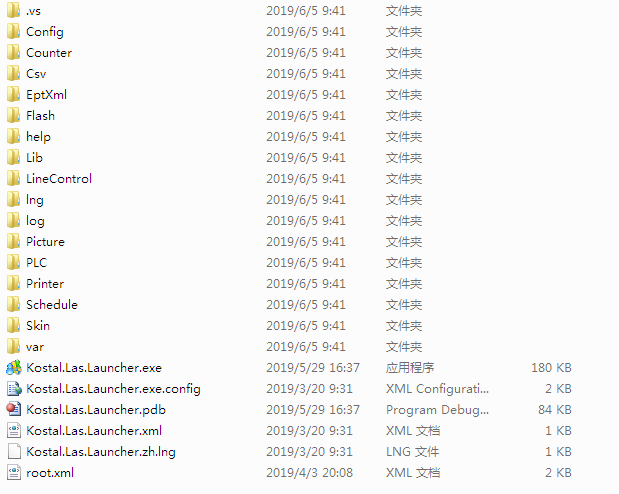 .vs 2019/6/5 9:41 文件夹
Config 2019/6/5 9:41 文件夹
Counter 2019/6/5 9:41 文件夹
Csv 2019/6/5 9:41 文件夹
EptXml 2019/6/5 9:41 文件夹
Flash 2019/6/5 9:41 文件夹
help 2019/6/5 9:41 文件夹
Lib 2019/6/5 9:41 文件夹
LineControl 2019/6/5 9:41 文件夹
lng 2019/6/5 9:41 文件夹
log 2019/6/5 9:41 文件夹
Picture 2019/6/5 9:41 文件夹
PLC 2019/6/5 9:41 文件夹
Printer 2019/6/5 9:41 文件夹
Schedule 2019/6/5 9:41 文件夹
Skin 2019/6/5 9:41 文件夹
var 2019/6/5 9:41 文件夹
Kostal.Las.Launcher.exe 2019/5/29 16:37 应用程序 180 KB
Kostal.Las.Launcher.exe.config 2019/3/20 9:31 XML Configurati... 2 KB
Kostal.Las.Launcher.pdb 2019/5/29 16:37 Program Debug... 84 KB
Kostal.Las.Launcher.xml 2019/3/20 9:31 XML 文档 1 KB
Kostal.Las.Launcher.zh.lng 2019/3/20 9:31 LNG 文件 1 KB
root.xml 2019/4/3 20:08 XML 文档 2 KB